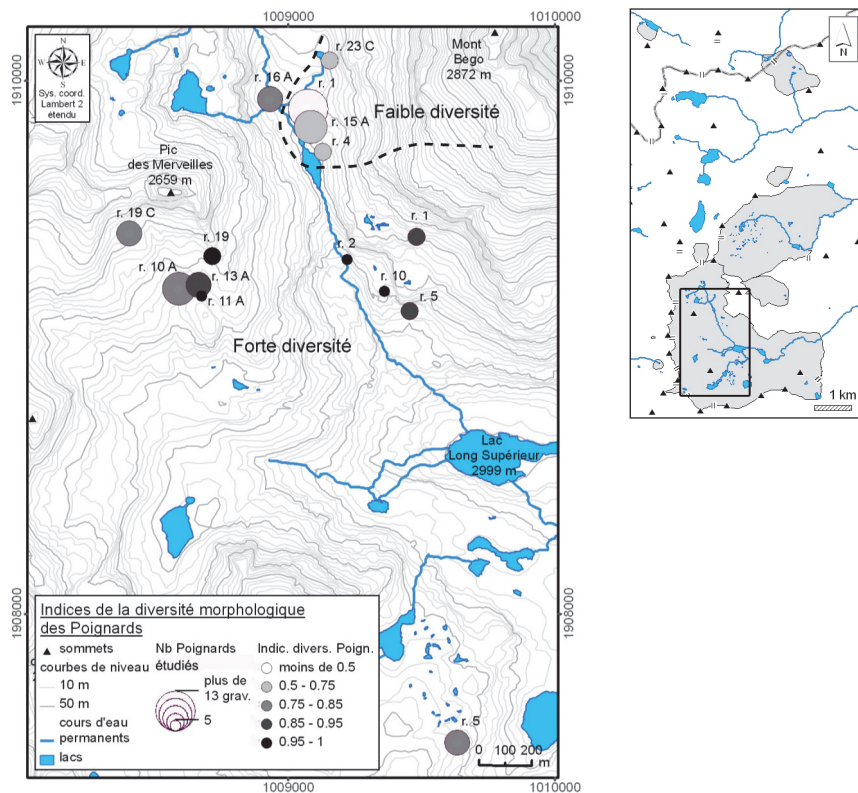 1009000
1010000
1910000
1910000
N
W
E
S
Sys. coord.
Lambert 2
étendu
Mont
Bego
2872 m
r. 23 C
r. 16 A
r. 1
r. 15 A
r. 4
Faible diversité
Pic
des Merveilles
2659 m
r. 19 C
r. 19
r. 1
r. 2
r. 10 A
r. 13 A
r. 11 A
r. 10
r. 5
Forte diversité
Lac
Long Supérieur
2999 m
1908000
1908000
r. 5
Indices de la diversité morphologique
des Poignards
sommets
courbes de niveau
10 m
50 m
cours d'eau
permanents
lacs
Nb Poignards
étudiés
plus de
13 grav.
5
Indic. divers. Poign.
moins de 0.5
0.5 - 0.75
0.75 - 0.85
0.85 - 0.95
0.95 - 1
0 100 200
m
1009000
1010000
N
1 km